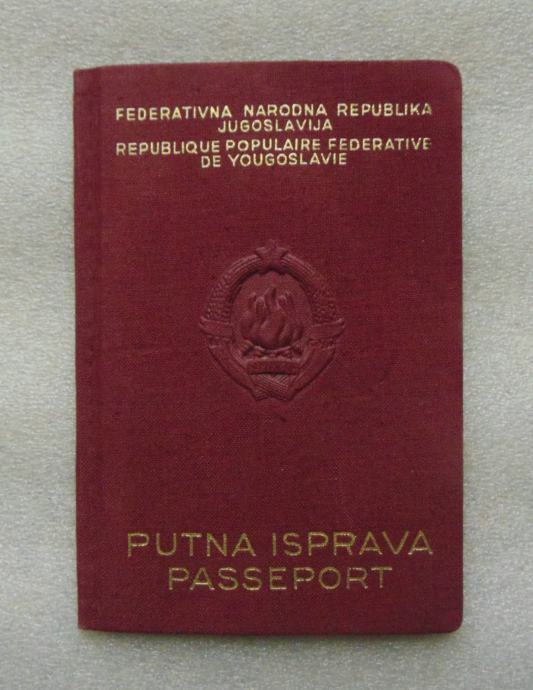 FEDERATIVNA NARODNA REPUBLIKA
JUGOSLAVIJA
REPUBLIQUE POPULAIRE FEDERATIVE
DE YOUGOSLAVIE
PUTNA ISPRAVA
PASSEPORT